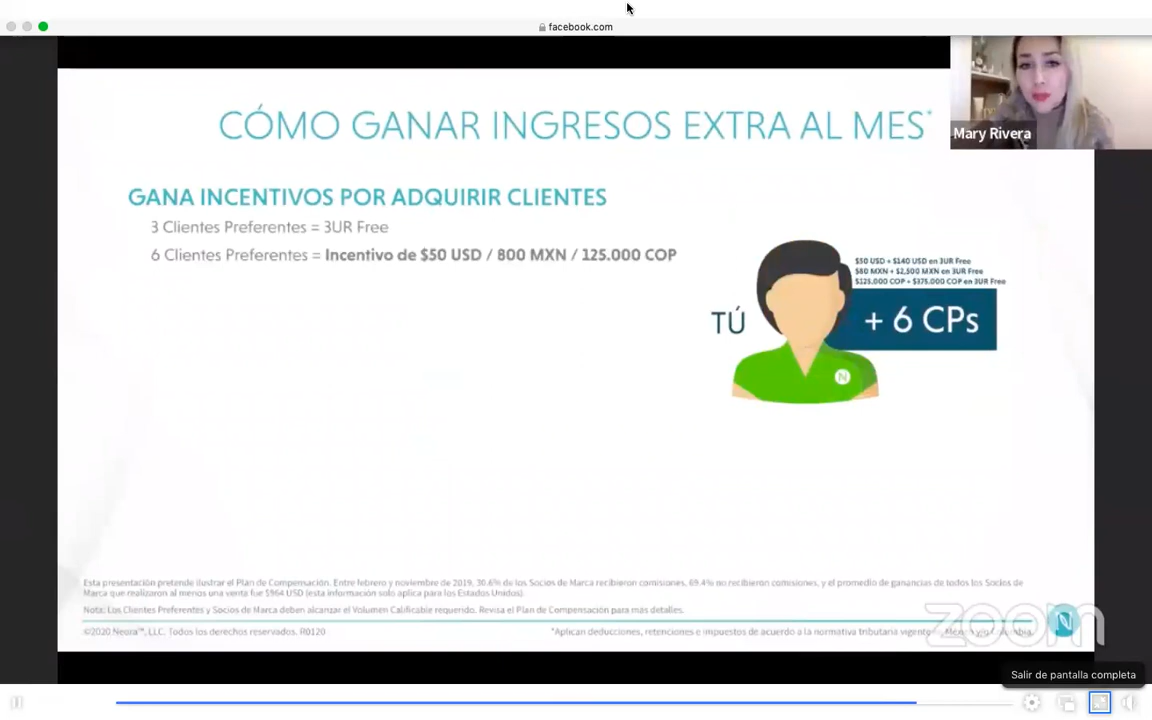 facebook.com
Mary Rivera
CÓMO GANAR INGRESOS EXTRA AL MES*
GANA INCENTIVOS POR ADQUIRIR CLIENTES
3 Clientes Preferentes = 3UR Free
6 Clientes Preferentes = Incentivo de $50 USD / 800 MXN / 125.000 COP
$50 USD + $140 USD en 3UR Free
$80 MXN + $2,500 MXN en 3UR Free
$125.000 COP + $375.000 COP en 3UR Free
TÚ
+ 6 CPs
N
Esta presentación pretende ilustrar el Plan de Compensación. Entre febrero y noviembre de 2019, 30.6% de los Socios de Marca recibieron comisiones, 69.4% no recibieron comisiones, y el promedio de ganancias de todos los Socios de
Marca que realizaron al menos una venta fue $964 USD (esta información solo aplica para los Estados Unidos).
Nota: Los Clientes Preferentes y Socios de Marca deben alcanzar el Volumen Calificable requerido. Revisa el Plan de Compensación para más detalles.
©2020 Neora™, LLC. Todos los derechos reservados. R0120
*Aplican deducciones, retenciones e impuestos de acuerdo a la normativa tributaria vigente
zoom
Salir de pantalla completa